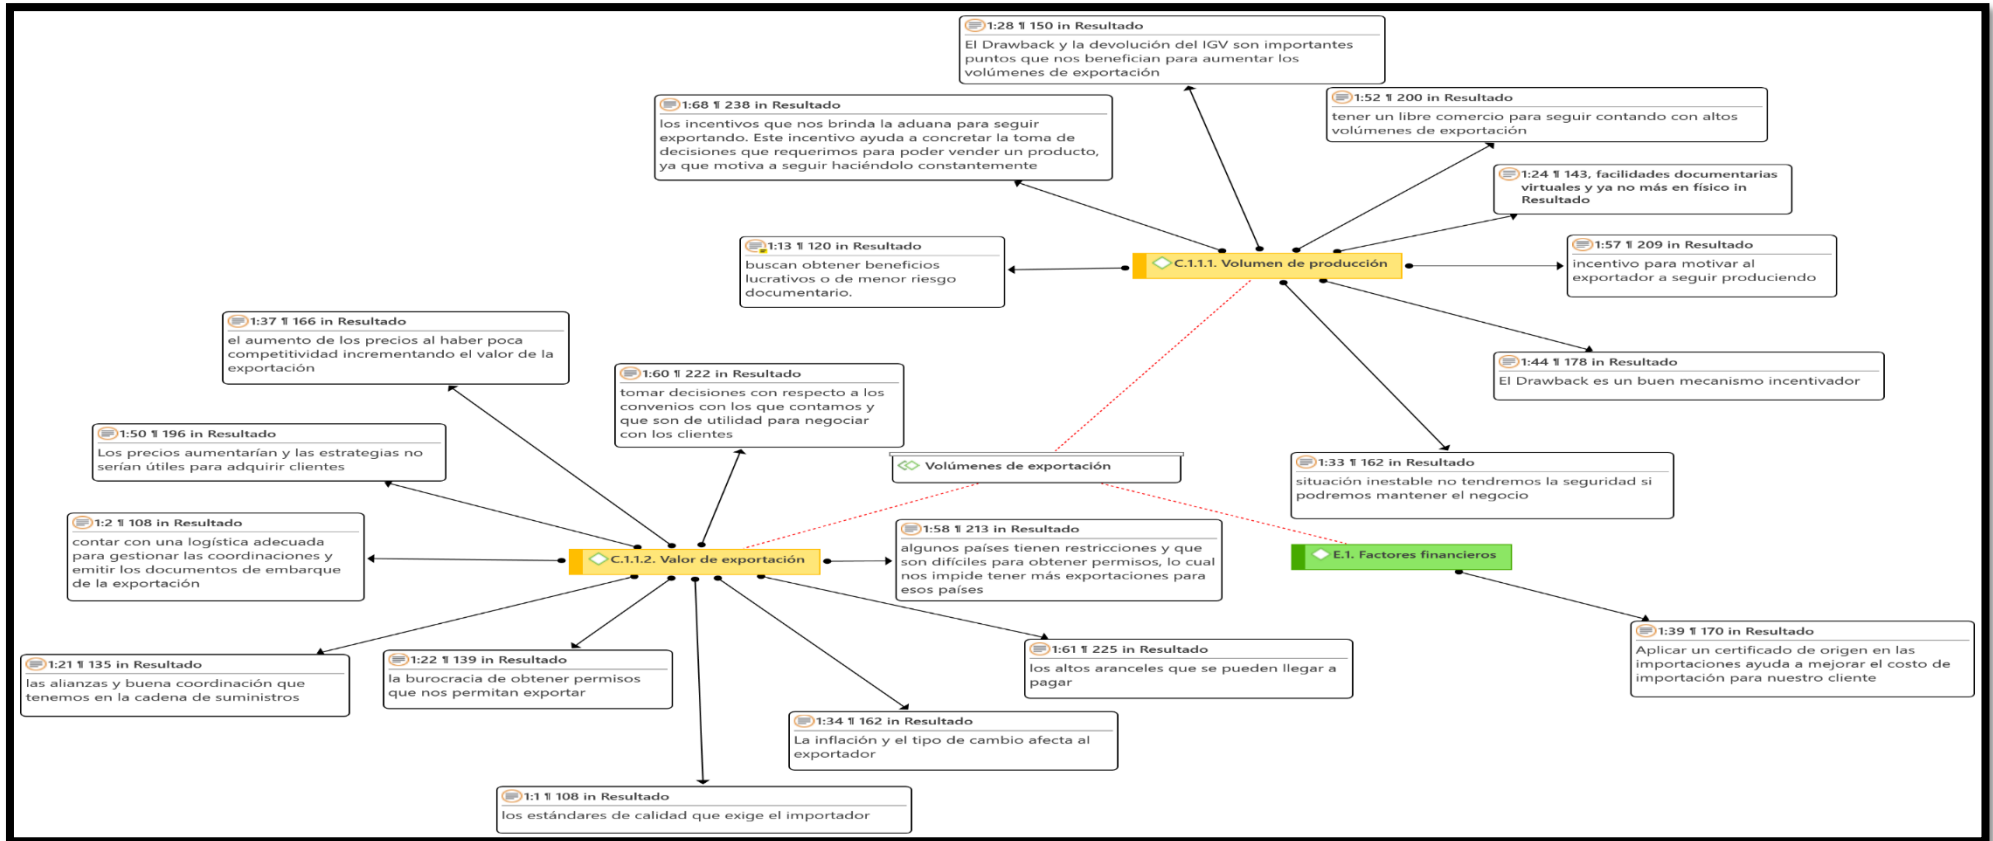 1:28 ¶ 150 in Resultado
El Drawback y la devolución del IGV son importantes
puntos que nos benefician para aumentar los
volúmenes de exportación
1:68 ¶ 238 in Resultado
los incentivos que nos brinda la aduana para seguir
exportando. Este incentivo ayuda a concretar la toma de
decisiones que requerimos para poder vender un producto,
ya que motiva a seguir haciéndolo constantemente
1:52 ¶ 200 in Resultado
tener un libre comercio para seguir contando con altos
volúmenes de exportación
1:24 ¶ 143, facilidades documentarias
virtuales y ya no más en físico in
Resultado
1:13 ¶ 120 in Resultado
buscan obtener beneficios
lucrativos o de menor riesgo
documentario.
C.1.1.1. Volumen de producción
1:57 ¶ 209 in Resultado
incentivo para motivar al
exportador a seguir produciendo
1:37 ¶ 166 in Resultado
el aumento de los precios al haber poca
competitividad incrementando el valor de la
exportación
1:60 ¶ 222 in Resultado
tomar decisiones con respecto a los
convenios con los que contamos y
que son de utilidad para negociar
con los clientes
1:44 ¶ 178 in Resultado
El Drawback es un buen mecanismo incentivador
1:50 ¶ 196 in Resultado
Los precios aumentarían y las estrategias no
serían útiles para adquirir clientes
Volúmenes de exportación
1:33 ¶ 162 in Resultado
situación inestable no tendremos la seguridad si
podremos mantener el negocio
1:2 ¶ 108 in Resultado
contar con una logística adecuada
para gestionar las coordinaciones y
emitir los documentos de embarque
de la exportación
C.1.1.2. Valor de exportación
1:58 ¶ 213 in Resultado
algunos países tienen restricciones y que
son difíciles para obtener permisos, lo cual
nos impide tener más exportaciones para
esos países
E.1. Factores financieros
1:21 ¶ 135 in Resultado
las alianzas y buena coordinación que
tenemos en la cadena de suministros
1:22 ¶ 139 in Resultado
la burocracia de obtener permisos
que nos permitan exportar
1:61 ¶ 225 in Resultado
los altos aranceles que se pueden llegar a
pagar
1:39 ¶ 170 in Resultado
Aplicar un certificado de origen en las
importaciones ayuda a mejorar el costo de
importación para nuestro cliente
1:34 ¶ 162 in Resultado
La inflación y el tipo de cambio afecta al
exportador
1:1 ¶ 108 in Resultado
los estándares de calidad que exige el importador